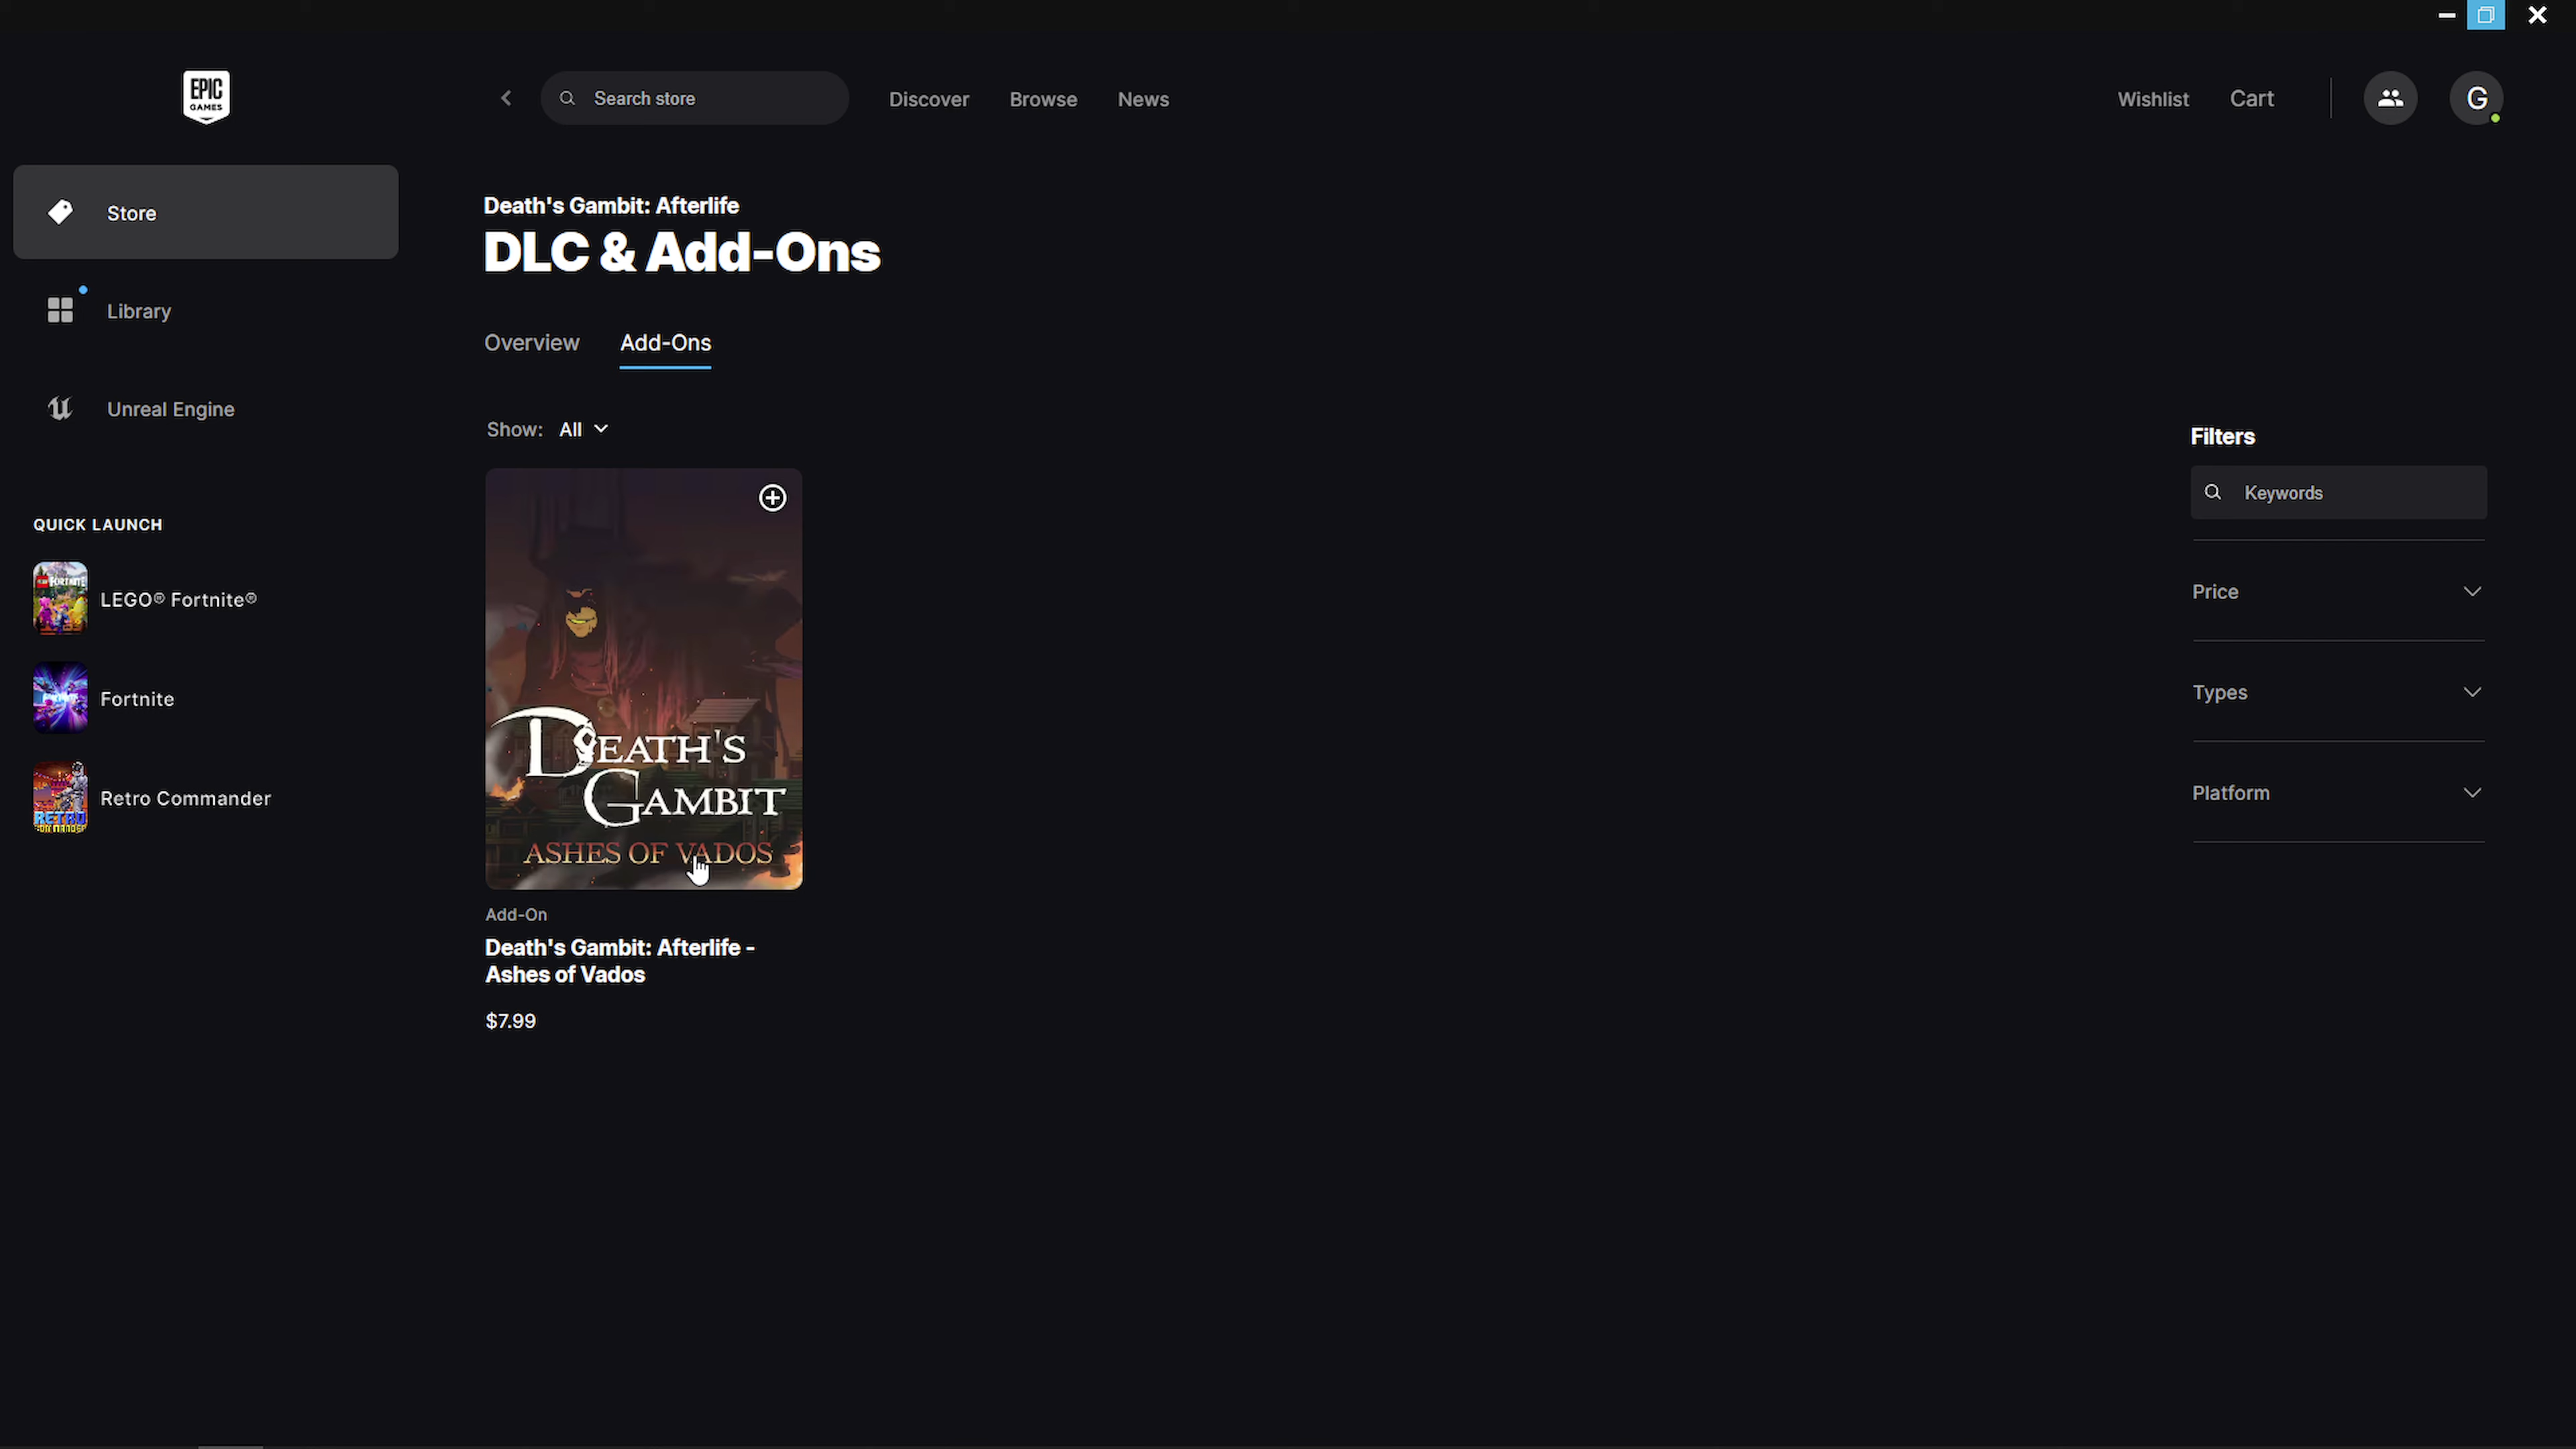 EPIC
GAMES
Search store
Discover
Browse
News
Wishlist
Cart
G
Store
Library
Unreal Engine
QUICK LAUNCH
LEGO® Fortnite®
Fortnite
Retro Commander
Death's Gambit: Afterlife
DLC & Add-Ons
Overview
Add-Ons
Show: All
DEATH'S
GAMBIT
ASHES OF VADOS
Add-On
Death's Gambit: Afterlife -
Ashes of Vados
$7.99
Filters
Keywords
Price
Types
Platform